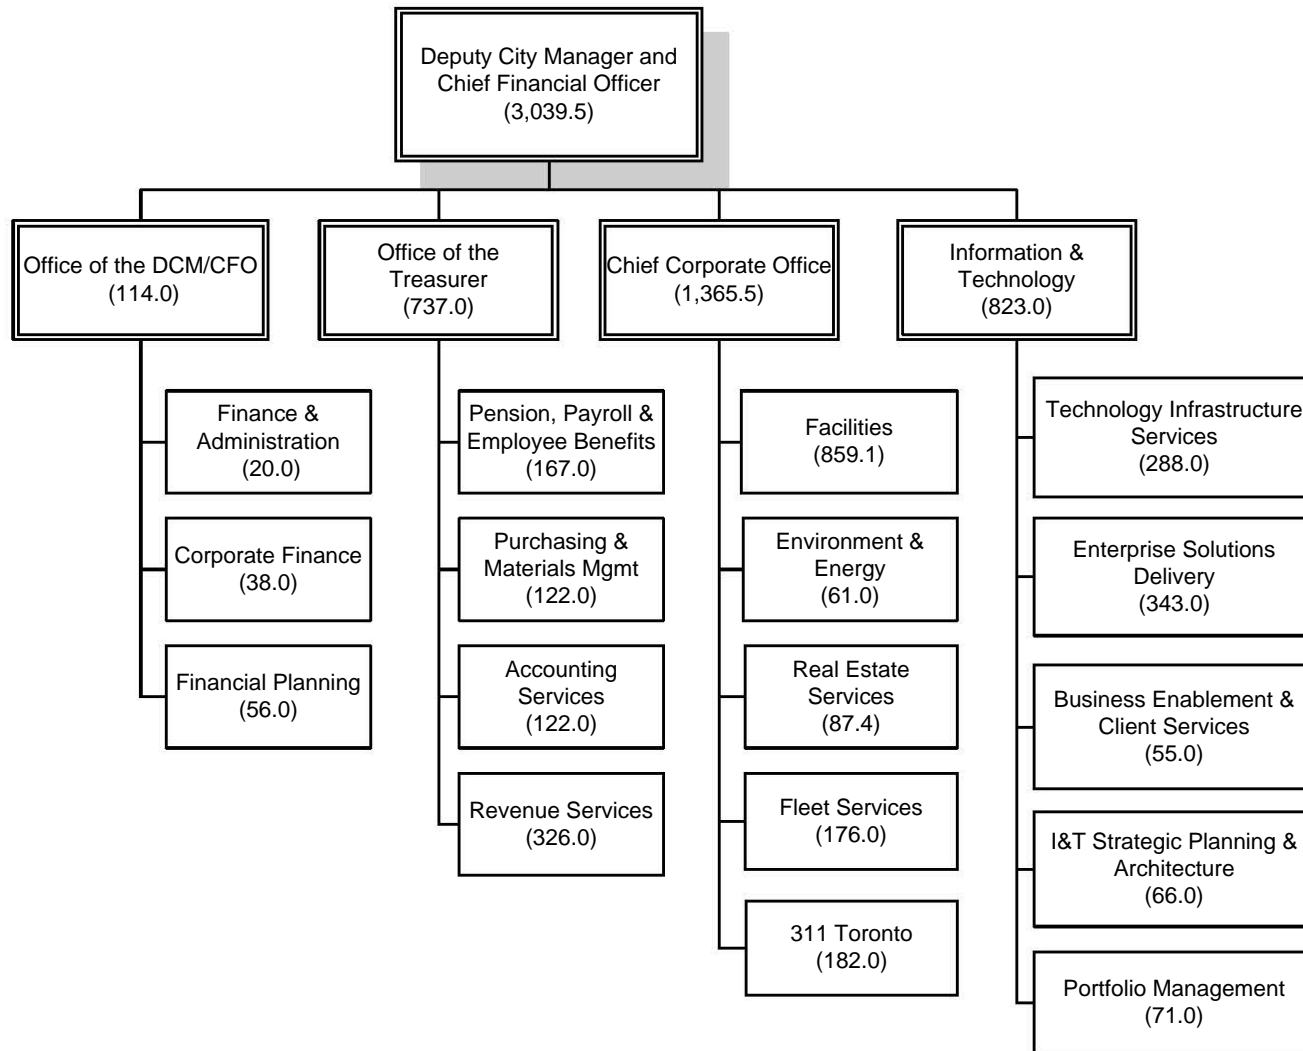 Deputy City Manager and
Chief Financial Officer
(3,039.5)
Office of the DCM/CFO
(114.0)
Office of the
Treasurer
(737.0)
Chief Corporate Office
(1,365.5)
Information &
Technology
(823.0)
Finance &
Administration
(20.0)
Corporate Finance
(38.0)
Financial Planning
(56.0)
Pension, Payroll &
Employee Benefits
(167.0)
Purchasing &
Materials Mgmt
(122.0)
Accounting
Services
(122.0)
Revenue Services
(326.0)
Facilities
(859.1)
Environment &
Energy
(61.0)
Real Estate
Services
(87.4)
Fleet Services
(176.0)
311 Toronto
(182.0)
Technology Infrastructure
Services
(288.0)
Enterprise Solutions
Delivery
(343.0)
Business Enablement &
Client Services
(55.0)
I&T Strategic Planning &
Architecture
(66.0)
Portfolio Management
(71.0)